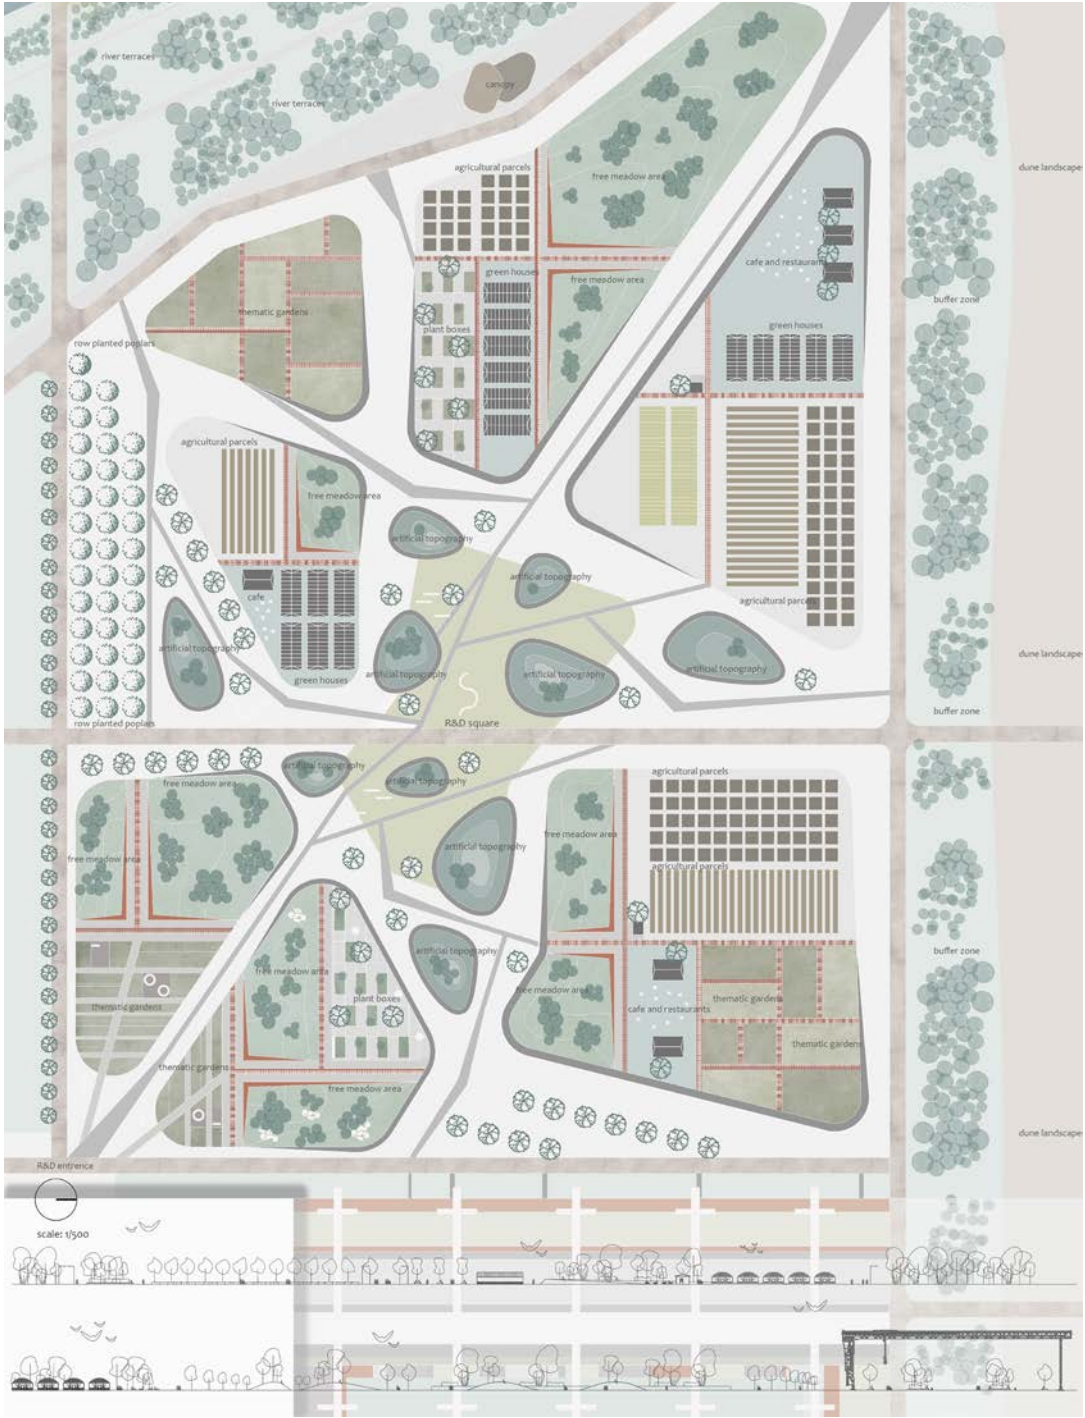 river terraces
river terraces
canopy
agricultural parcels
free meadow area
dune landscape
thematic gardens
green houses
free meadow area
plant boxes
cafe and restaurants
green houses
buffer zone
row planted poplars
agricultural parcels
free meadow area
artificial topography
artificial topography
cafe
agricultural parcels
artificial topography
artificial topography
artificial topography
artificial topography
green houses
dune landscape
buffer zone
row planted poplars
R&D square
artificial topography
artificial topography
agricultural parcels
free meadow area
free meadow area
free meadow area
artificial topography
agricultural parcels
artificial topography
buffer zone
free meadow area
free meadow area
plant boxes
thematic gardens
cafe and restaurants
thematic gardens
thematic gardens
thematic gardens
free meadow area
dune landscape
R&D entrence
scale: 1/500